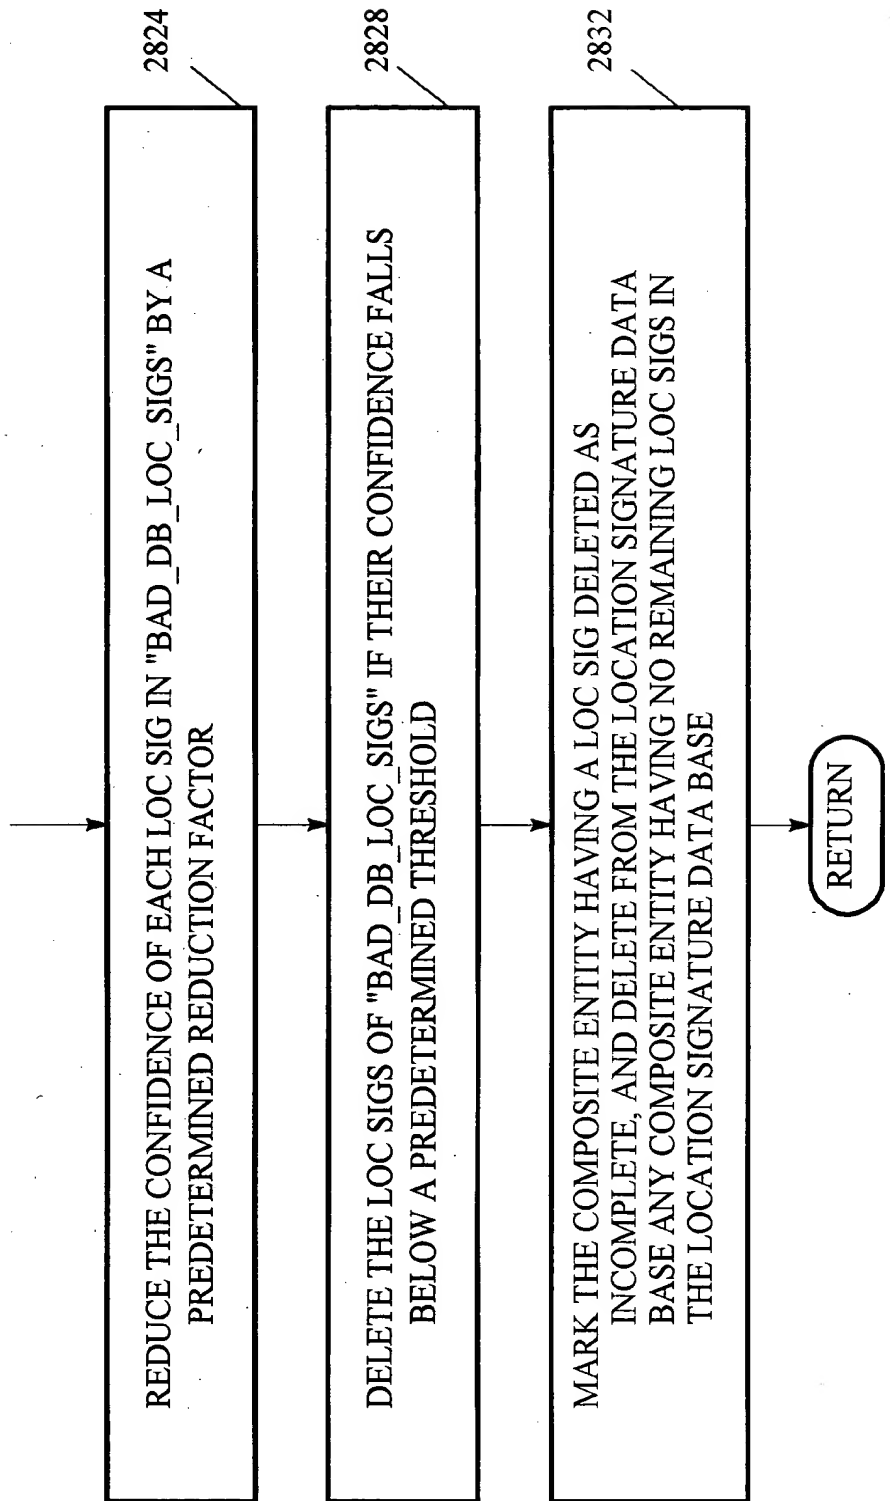 2824
REDUCE THE CONFIDENCE OF EACH LOC SIG IN "BAD_DB_LOC_SIGS" BY A
PREDETERMINED REDUCTION FACTOR
2828
DELETE THE LOC SIGS OF "BAD_DB_LOC_SIGS" IF THEIR CONFIDENCE FALLS
BELOW A PREDETERMINED THRESHOLD
2832
MARK THE COMPOSITE ENTITY HAVING A LOC SIG DELETED AS
INCOMPLETE, AND DELETE FROM THE LOCATION SIGNATURE DATA
BASE ANY COMPOSITE ENTITY HAVING NO REMAINING LOC SIGS IN
THE LOCATION SIGNATURE DATA BASE
RETURN